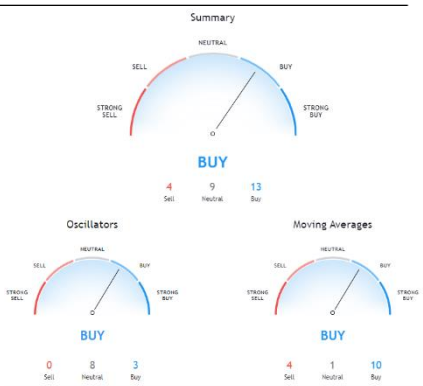 Summary
NEUTRAL
SELL
BUY
STRONG
SELL
STRONG
BUY
BUY
4 9 13
Sell Neutral Buy
Oscillators
NEUTRAL
SELL
BUY
STRONG
SELL
STRONG
BUY
BUY
0 8 3
Sell Neutral Buy
Moving Averages
NEUTRAL
SELL
BUY
STRONG
SELL
STRONG
BUY
BUY
4 1 10
Sell Neutral Buy